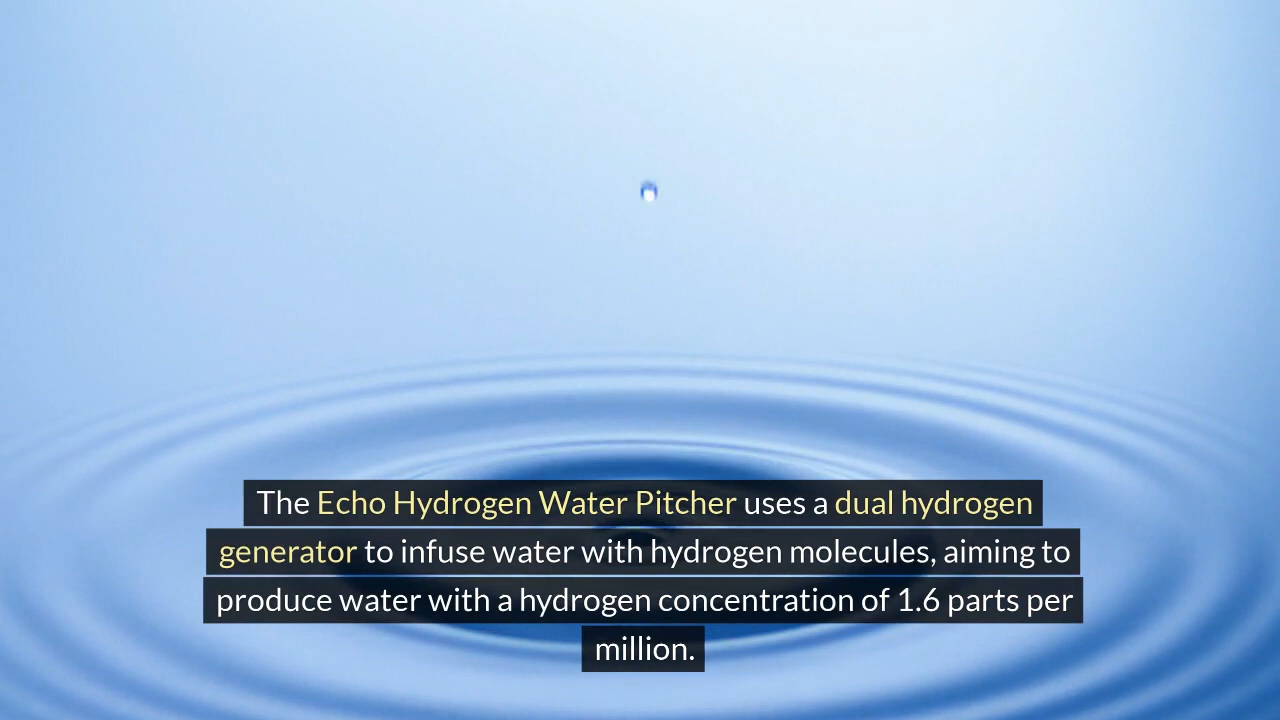 The Echo Hydrogen Water Pitcher uses a dual hydrogen
generator to infuse water with hydrogen molecules, aiming to
produce water with a hydrogen concentration of 1.6 parts per
million.